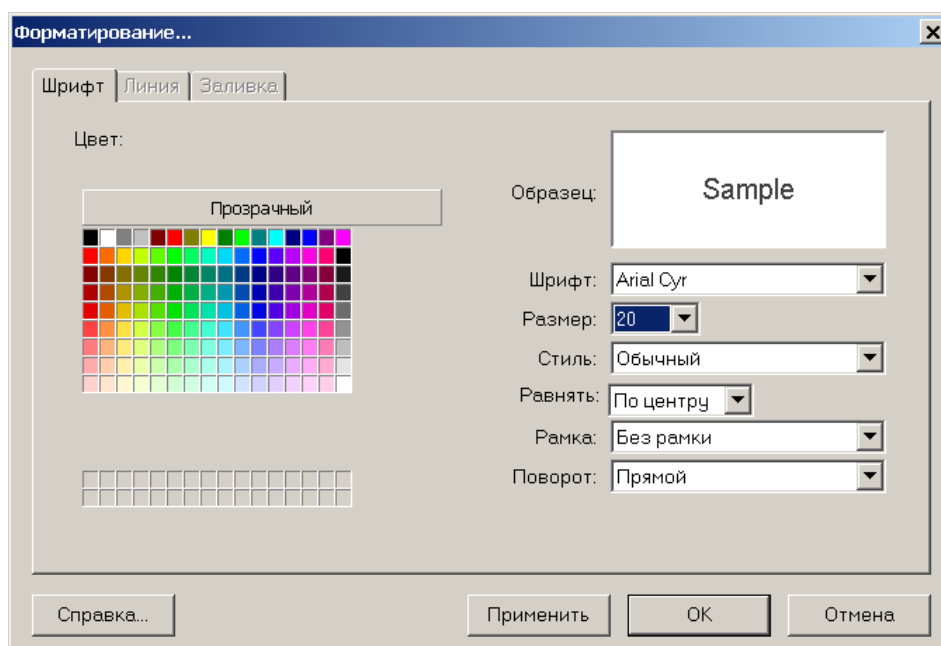 Форматирование...
Шрифт Линия Заливка
Цвет:
Прозрачный
Образец: Sample
Шрифт: Arial Cyr
Размер: 20
Стиль: Обычный
Равнять: По центру
Рамка: Без рамки
Поворот: Прямой
Справка... Применить OK Отмена